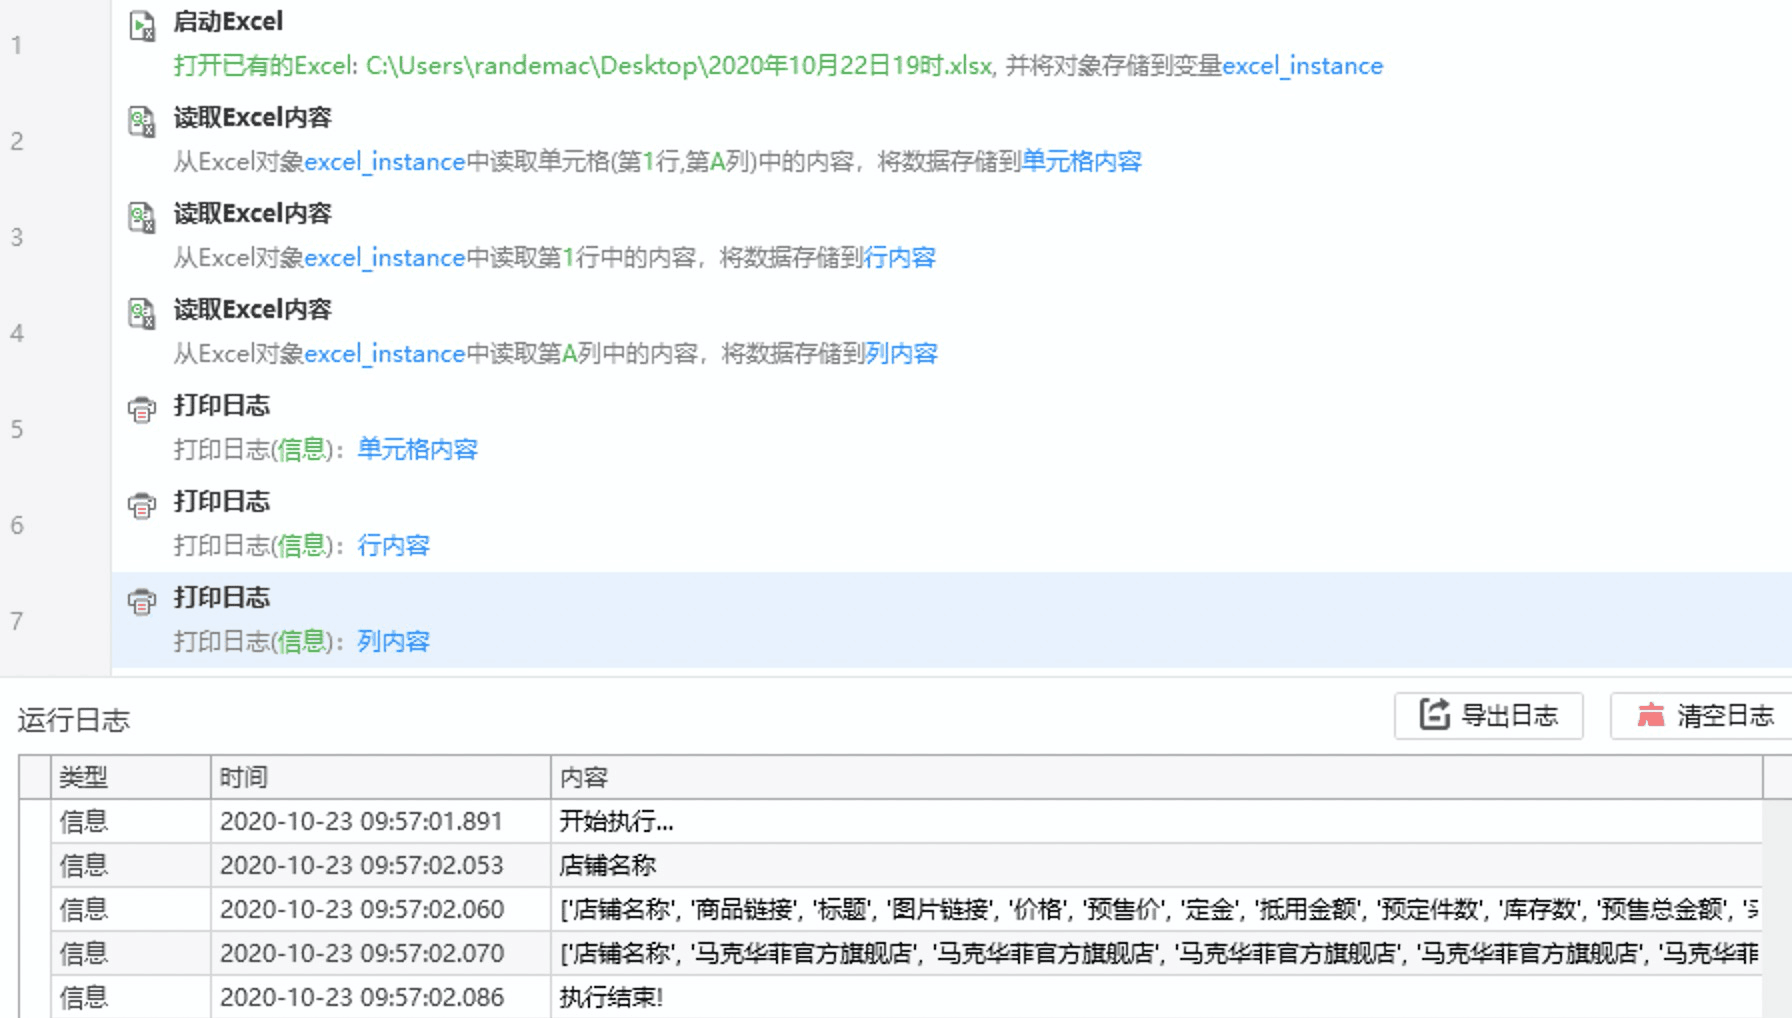 1
启动Excel
打开已有的Excel: C:\Users\randemac\Desktop\2020年10月22日19时.xlsx, 并将对象存储到变量excel_instance
2
读取Excel内容
从Excel对象excel_instance中读取单元格(第1行,第A列)中的内容，将数据存储到单元格内容
3
读取Excel内容
从Excel对象excel_instance中读取第1行中的内容，将数据存储到行内容
4
读取Excel内容
从Excel对象excel_instance中读取第A列中的内容，将数据存储到列内容
5
打印日志
打印日志(信息)：单元格内容
6
打印日志
打印日志(信息)：行内容
7
打印日志
打印日志(信息)：列内容
运行日志 导出日志 清空日志
类型 时间 内容
信息 2020-10-23 09:57:01.891 开始执行...
信息 2020-10-23 09:57:02.053 店铺名称
信息 2020-10-23 09:57:02.060 ['店铺名称', '商品链接', '标题', '图片链接', '价格', '预售价', '定金', '抵用金额', '预定件数', '库存数', '预售总金额', '
信息 2020-10-23 09:57:02.070 ['店铺名称', '马克华菲官方旗舰店', '马克华菲官方旗舰店', '马克华菲官方旗舰店', '马克华菲官方旗舰店', '马克华菲
信息 2020-10-23 09:57:02.086 执行结束!